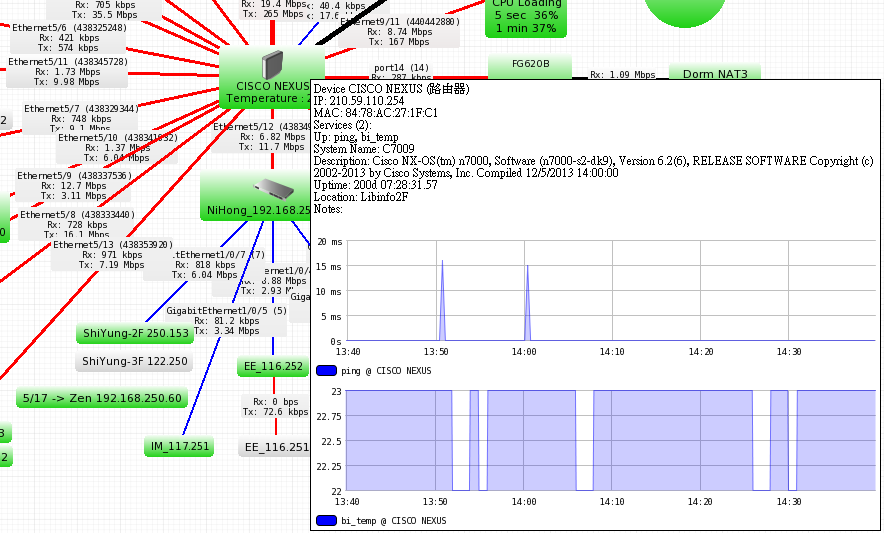 Rx: 705 kbps
Tx: 35.5 Mbps
Rx: 19.4 Mbps
Tx: 265 Mbps
40.4 kbps
17.6
CPU Loading
5 sec 36%
1 min 37%
Ethernet9/11 (440442880)
Rx: 8.74 Mbps
Tx: 167 Mbps
Ethernet5/6 (438325248)
Rx: 421 kbps
Tx: 574 kbps
Ethernet5/11 (438345728)
Rx: 1.73 Mbps
Tx: 9.98 Mbps
port14 (14)
Rx: 287 kbps
FG620B
Rx: 1.09 Mbps
Dorm NAT3
CISCO NEXUS
Temperature : 2
Ethernet5/7 (438329344)
Rx: 748 kbps
Tx: 9.1 Mbps
Ethernet5/12 (43834
Rx: 6.82 Mbps
Tx: 11.7
Ethernet5/10 (438341632)
Rx: 1.37 Mbps
Tx: 6.04 Mbps
Ethernet5/9 (438337536)
Rx: 12.7 Mbps
Tx: 3.11 Mbps
NiHong_192.168.25
Ethernet5/8 (438333440)
Rx: 728 kbps
Tx: 16.1 Mbps
Ethernet5/13 (438353920)
Rx: 971 kbps
Tx: 7.19 Mbps
.tEthernet1/0/7 (7)
Rx: 818 kbps
Tx: 6.04 Mbps
ernet1/0/
8.88 Mbps
Tx: 2.93 M
Giga
GigabitEthernet1/0/5 (5)
Rx: 81.2 kbps
Tx: 3.34 Mbps
ShiYung-2F 250.153
ShiYung-3F 122.250
EE_116.252
5/17 -> Zen 192.168.250.60
Rx: 0 bps
Tx: 72.6 kbps
IM_117.251
EE_116.251
Device CISCO NEXUS (路由器)
IP: 210.59.110.254
MAC: 84:78:AC:27:1F:C1
Services (2):
Up: ping, bi_temp
System Name: C7009
Description: Cisco NX-OS(tm) n7000, Software (n7000-s2-dk9), Version 6.2(6), RELEASE SOFTWARE Copyright (c)
2002-2013 by Cisco Systems, Inc. Compiled 12/5/2013 14:00:00
Uptime: 200d 07:28:31.57
Location: Libinfo2F
Notes:
20 ms
15 ms
10 ms
5 ms
0s
13:40 13:50 14:00 14:10 14:20 14:30
ping @ CISCO NEXUS
23
22.75
22.5
22.25
22
13:40 13:50 14:00 14:10 14:20 14:30
bi_temp @ CISCO NEXUS